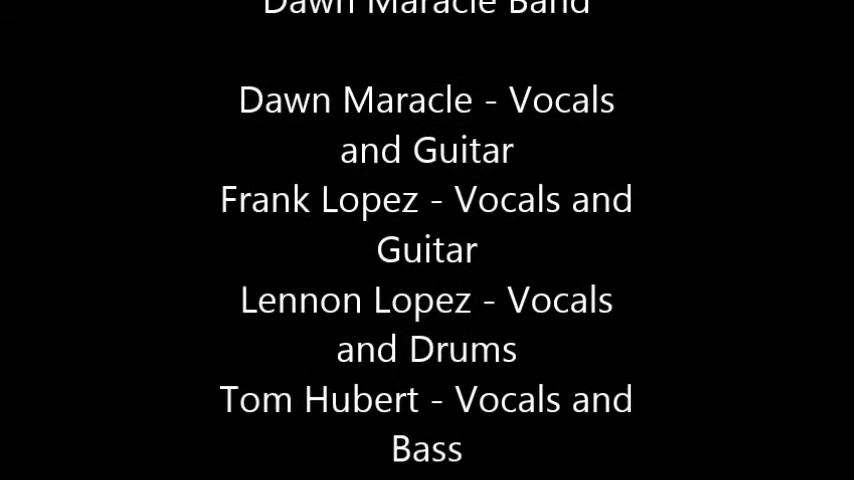 Dawn Maracle Band
Dawn Maracle - Vocals
and Guitar
Frank Lopez - Vocals and
Guitar
Lennon Lopez - Vocals
and Drums
Tom Hubert - Vocals and
Bass